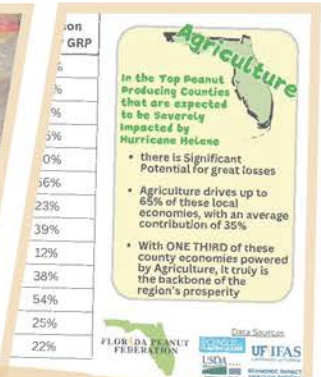 GRP
%
0%
56%
23%
39%
12%
38%
54%
25%
22%
Agriculture
In the Top Peanut
Producing Counties
that are expected
to be Severely
Impacted by
Hurricane Helene
• there is Significant
Potential for great losses
• Agriculture drives up to
65% of these local
economies, with an average
contribution of 35%
• With ONE THIRD of these
county economies powered
by Agriculture, it truly is
the backbone of the
region's prosperity
FLORIDA PEANUT
FEDERATION
Data Sources
UF IFAS
USDA
ECONOMIC IMPACT